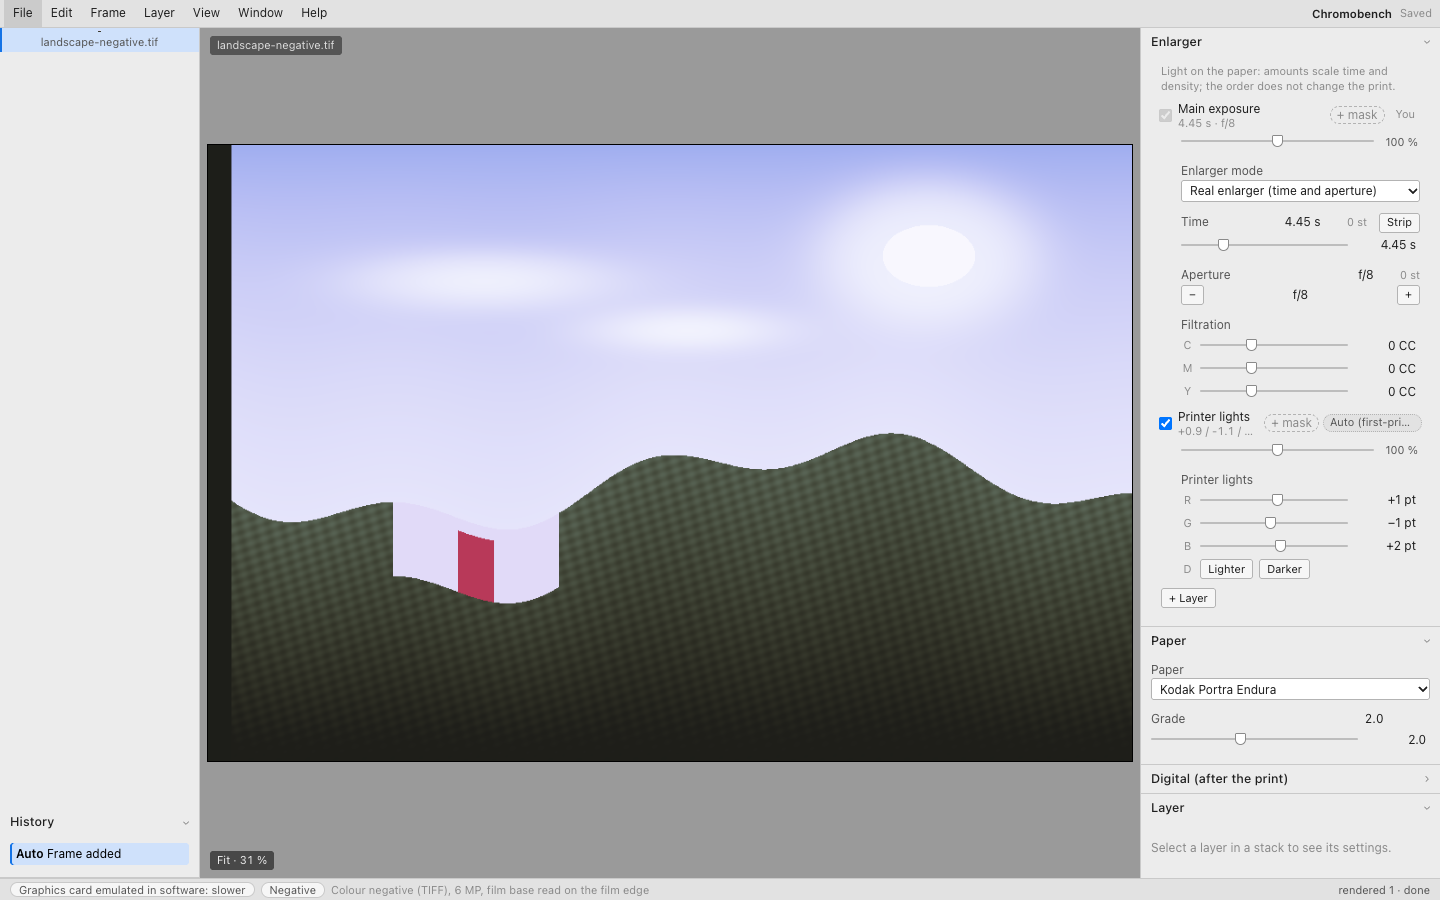 File Edit Frame Layer View Window Help
Chromobench Saved
landscape-negative.tif
landscape-negative.tif
Enlarger
Light on the paper: amounts scale time and
density; the order does not change the print.
Main exposure
4.45 s · f/8
+ mask You
100 %
Enlarger mode
Real enlarger (time and aperture)
Time 4.45 s 0 st Strip
4.45 s
Aperture f/8 0 st
− f/8 +
Filtration
C 0 CC
M 0 CC
Y 0 CC
Printer lights
+0.9 / -1.1 / ...
+ mask Auto (first-pri...
100 %
Printer lights
R +1 pt
G −1 pt
B +2 pt
D Lighter Darker
+ Layer
Paper
Paper
Kodak Portra Endura
Grade 2.0
2.0
Digital (after the print)
Layer
Select a layer in a stack to see its settings.
History
Auto Frame added
Fit · 31 %
Graphics card emulated in software: slower Negative Colour negative (TIFF), 6 MP, film base read on the film edge
rendered 1 · done